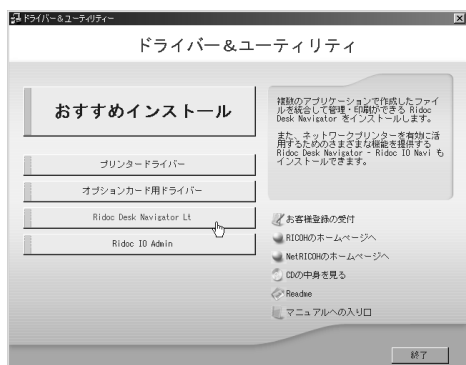 ドライバー&ユーティリティー
ドライバー&ユーティリティ
おすすめインストール
プリンタードライバー
オプションカード用ドライバー
Ridoc Desk Navigator Lt
Ridoc IO Admin
複数のアプリケーションで作成したファイ
ルを統合して管理・印刷ができる Ridoc
Desk Navigator をインストールします。
また、ネットワークプリンターを有効に活
用するためのさまざまな機能を提供する
Ridoc Desk Navigator - Ridoc IO Navi も
インストールできます。
お客様登録の受付
RICOHのホームページへ
NetRICOHのホームページへ
CDの中身を見る
Readme
マニュアルへの入り口
終了